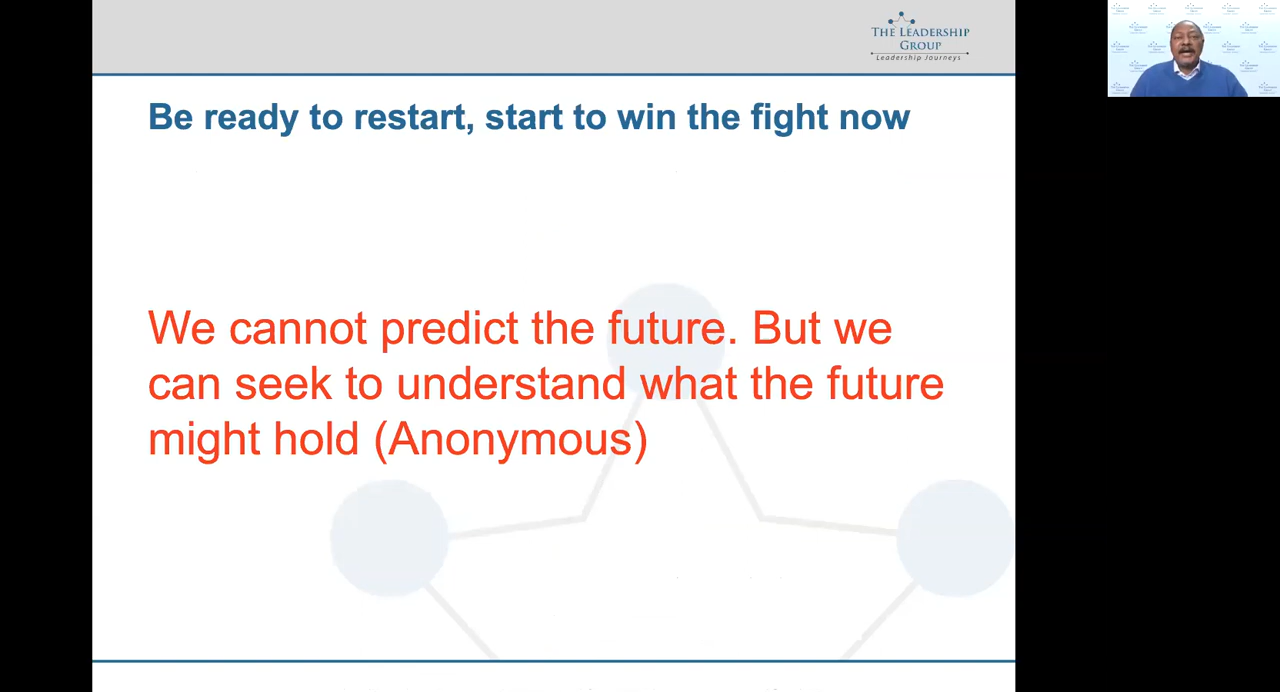 THE LEADERSHIP
GROUP
Leadership Journeys
Be ready to restart, start to win the fight now
We cannot predict the future. But we
can seek to understand what the future
might hold (Anonymous)